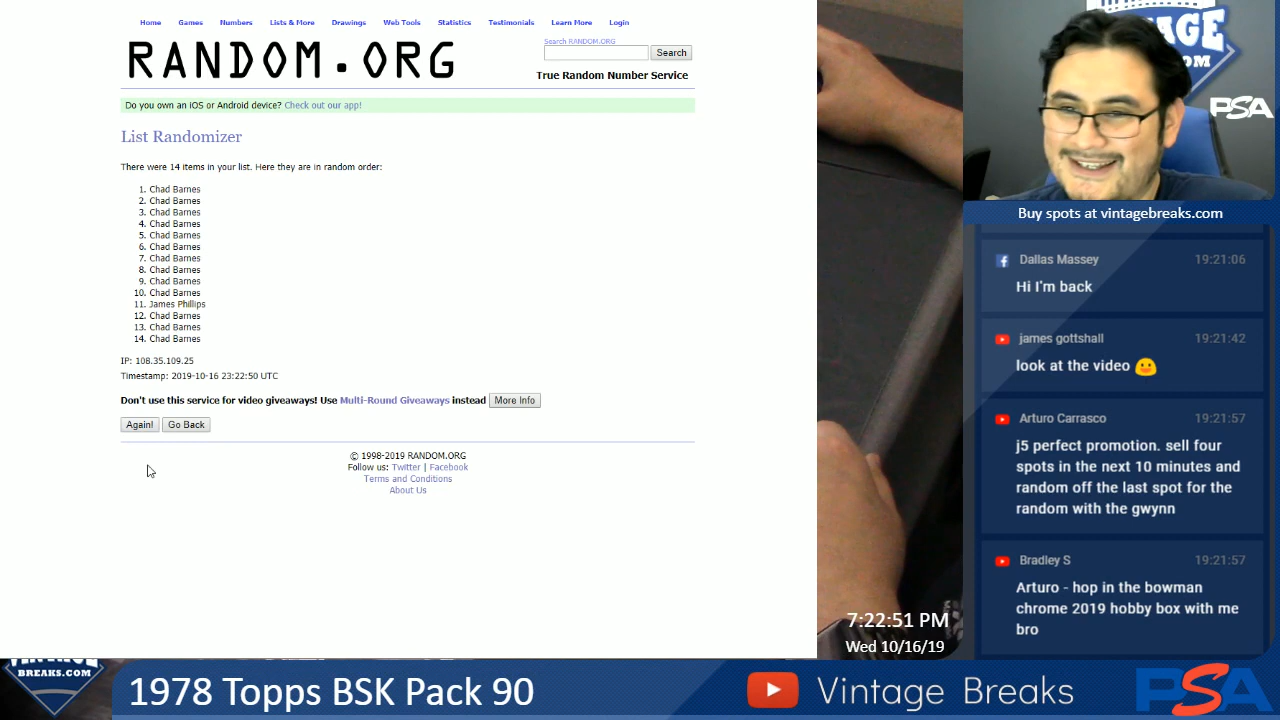 Home Games Numbers Lists & More Drawings Web Tools Statistics Testimonials Learn More Login
RANDOM.ORG
Search RANDOM.ORG
Search
True Random Number Service
Do you own an iOS or Android device? Check out our app!
List Randomizer
There were 14 items in your list. Here they are in random order:
1. Chad Barnes
2. Chad Barnes
3. Chad Barnes
4. Chad Barnes
5. Chad Barnes
6. Chad Barnes
7. Chad Barnes
8. Chad Barnes
9. Chad Barnes
10. Chad Barnes
11. James Phillips
12. Chad Barnes
13. Chad Barnes
14. Chad Barnes
IP: 108.35.109.25
Timestamp: 2019-10-16 23:22:50 UTC
Don't use this service for video giveaways! Use Multi-Round Giveaways instead More Info
Again! Go Back
© 1998-2019 RANDOM.ORG
Follow us: Twitter | Facebook
Terms and Conditions
About Us
PSA
Buy spots at vintagebreaks.com
Dallas Massey 19:21:06
Hi I'm back
james gottshall 19:21:42
look at the video
Arturo Carrasco 19:21:57
j5 perfect promotion. sell four
spots in the next 10 minutes and
random off the last spot for the
random with the gwynn
Bradley S 19:21:57
Arturo - hop in the bowman
chrome 2019 hobby box with me
bro
7:22:51 PM
Wed 10/16/19
BREAKS.COM
1978 Topps BSK Pack 90
Vintage Breaks
PSA